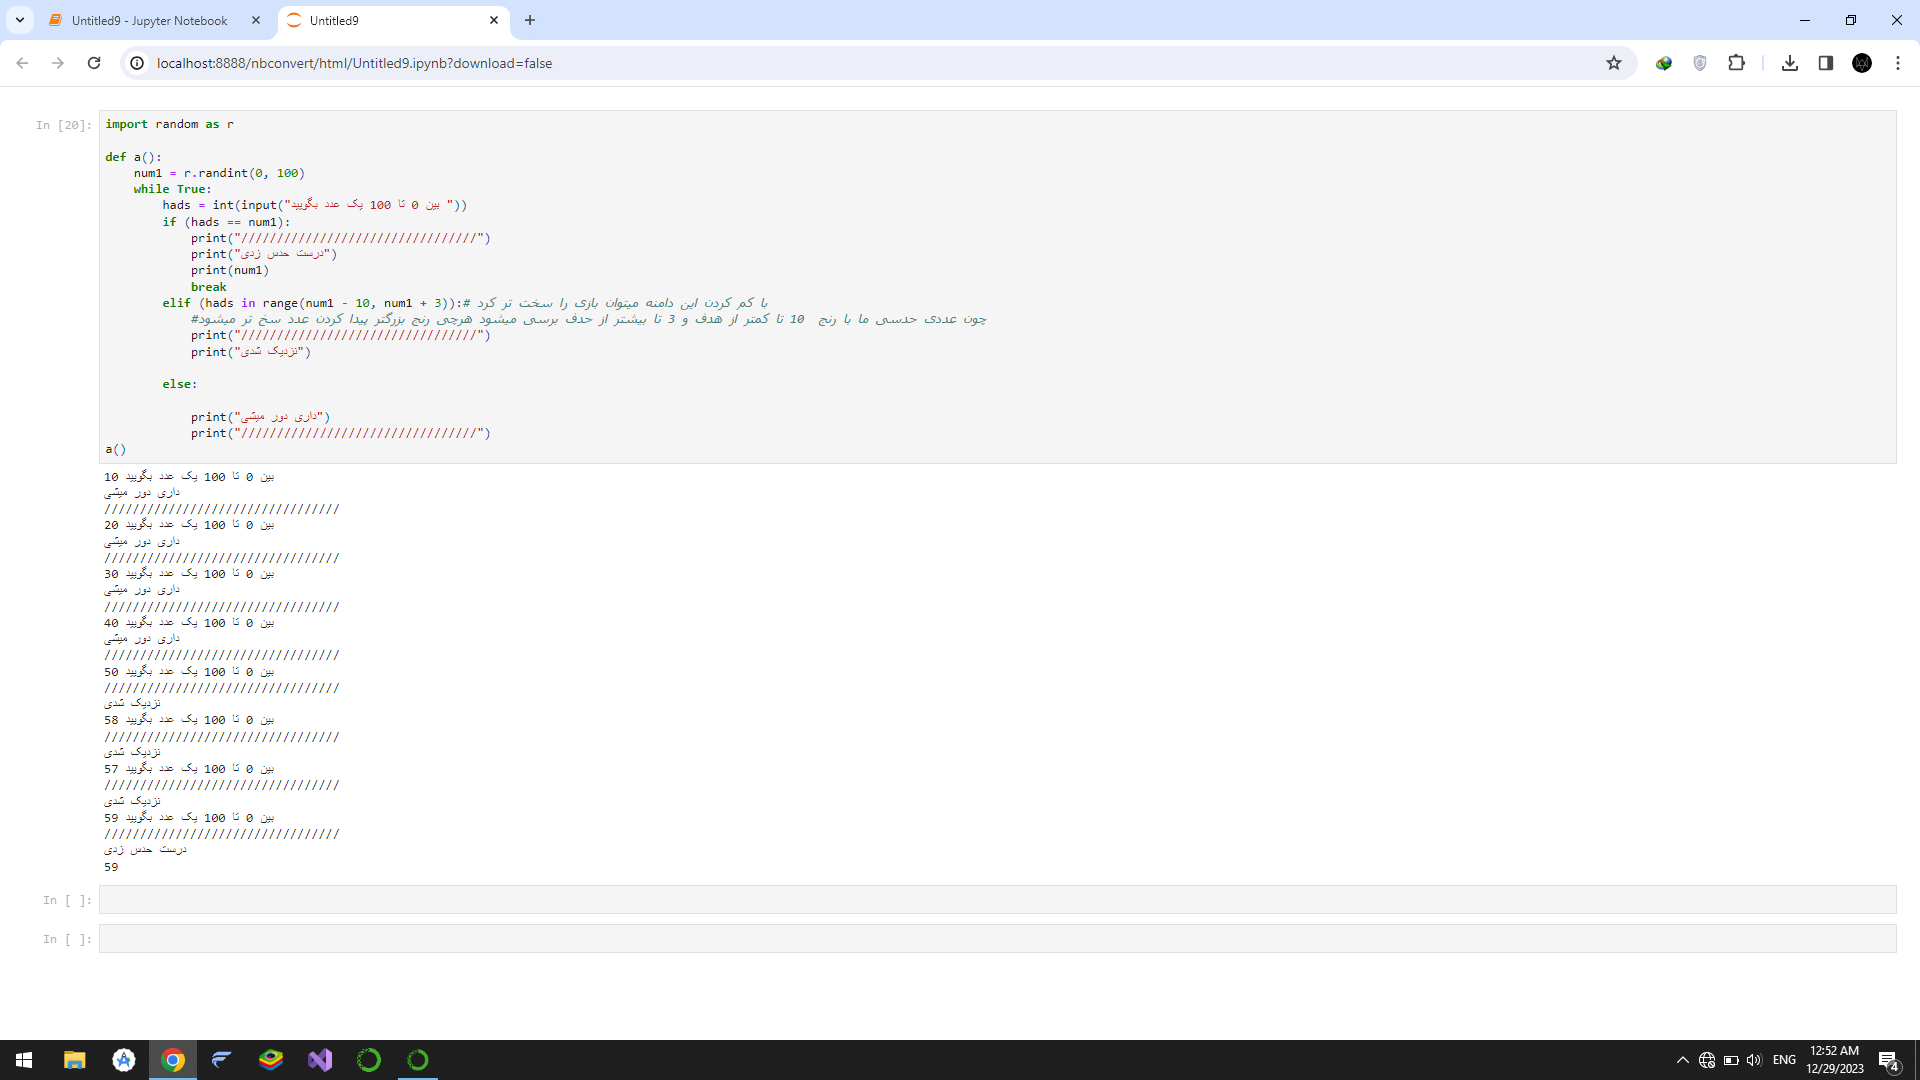 Untitled9 - Jupyter Notebook
Untitled9
localhost:8888/nbconvert/html/Untitled9.ipynb?download=false
In [20]:
import random as r
def a():
    num1 = r.randint(0, 100)
    while True:
        hads = int(input("بین 0 تا 100 یک عدد بگویید "))
        if (hads == num1):
            print("/////////////////////////////////")
            print("درست حدس زدی")
            print(num1)
            break
        elif (hads in range(num1 - 10, num1 + 3)):# با کم کردن این دامنه میتوان بازی را سخت تر کرد
            #چون عددی حدسی ما با رنج  10 تا کمتر از هدف و 3 تا بیشتر از حدف برسی میشود هرچی رنج بزرگتر پیدا کردن عدد سخ تر میشود
            print("/////////////////////////////////")
            print("نزدیک شدی")
        else:
            print("داری دور میشی")
            print("/////////////////////////////////")
a()
بین 0 تا 100 یک عدد بگویید 10
داری دور میشی
/////////////////////////////////
بین 0 تا 100 یک عدد بگویید 20
داری دور میشی
/////////////////////////////////
بین 0 تا 100 یک عدد بگویید 30
داری دور میشی
/////////////////////////////////
بین 0 تا 100 یک عدد بگویید 40
داری دور میشی
/////////////////////////////////
بین 0 تا 100 یک عدد بگویید 50
/////////////////////////////////
نزدیک شدی
بین 0 تا 100 یک عدد بگویید 58
/////////////////////////////////
نزدیک شدی
بین 0 تا 100 یک عدد بگویید 57
/////////////////////////////////
نزدیک شدی
بین 0 تا 100 یک عدد بگویید 59
/////////////////////////////////
درست حدس زدی
59
In [ ]:
In [ ]:
ENG
12:52 AM
12/29/2023
4